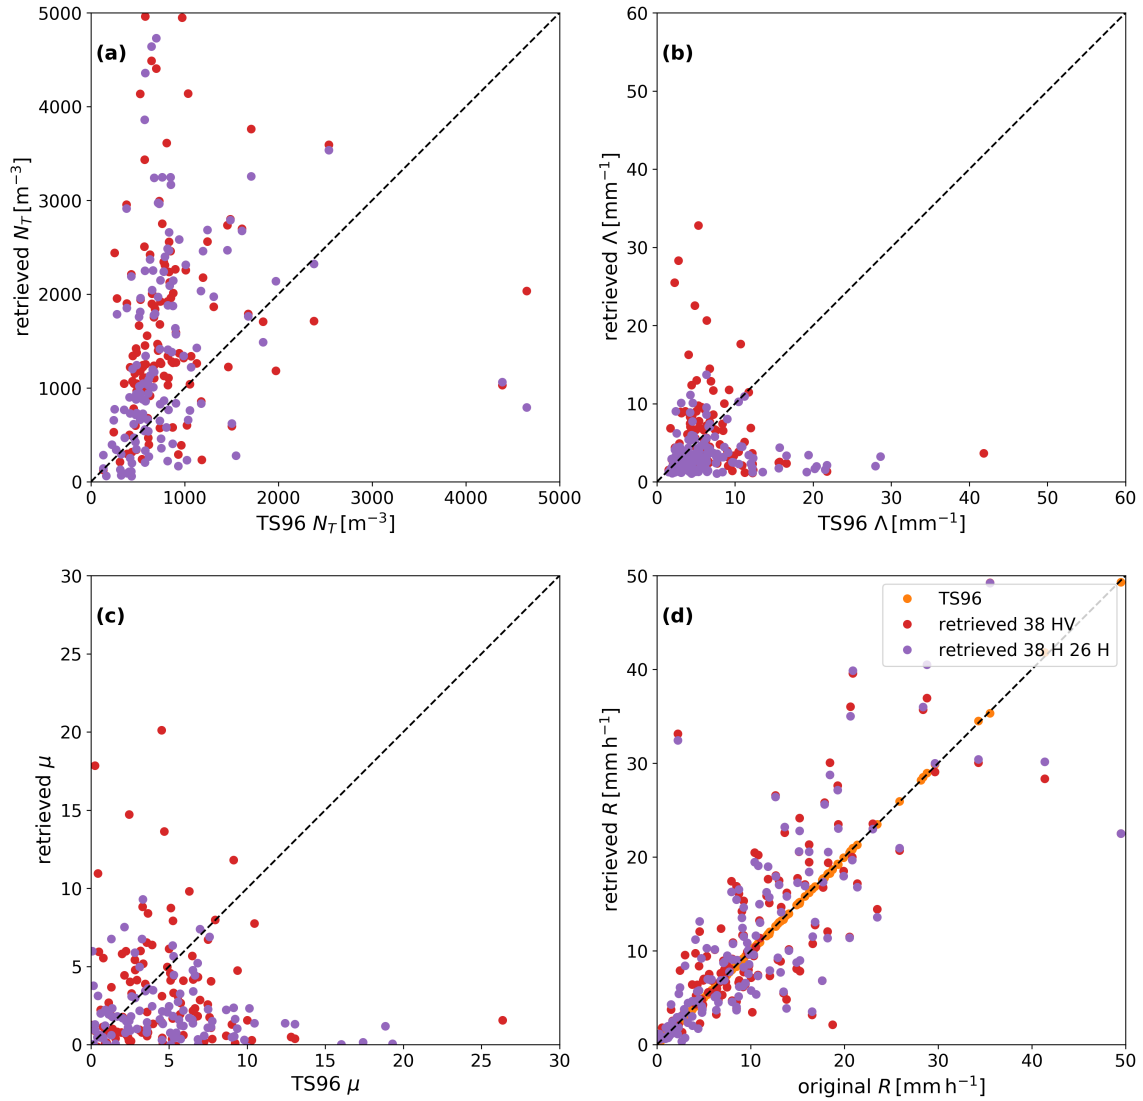 (a)
5000
4000
3000
2000
1000
0
retrieved N_T [m⁻³]
0 1000 2000 3000 4000 5000
TS96 N_T [m⁻³]
(b)
60
50
40
30
20
10
0
retrieved Λ [mm⁻¹]
0 10 20 30 40 50 60
TS96 Λ [mm⁻¹]
(c)
30
25
20
15
10
5
0
retrieved μ
0 5 10 15 20 25 30
TS96 μ
(d)
TS96
retrieved 38 HV
retrieved 38 H 26 H
50
40
30
20
10
0
retrieved R [mm h⁻¹]
0 10 20 30 40 50
original R [mm h⁻¹]